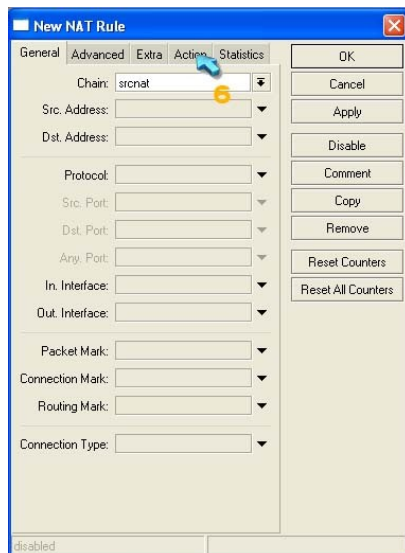 New NAT Rule
General Advanced Extra Action Statistics
Chain: srcnat
6
Src. Address:
Dst. Address:
Protocol:
Src. Port:
Dst. Port:
Any. Port:
In. Interface:
Out. Interface:
Packet Mark:
Connection Mark:
Routing Mark:
Connection Type:
OK
Cancel
Apply
Disable
Comment
Copy
Remove
Reset Counters
Reset All Counters
disabled